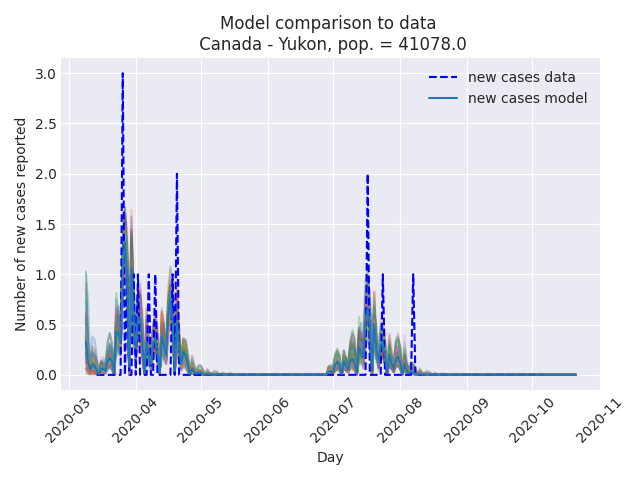 Model comparison to data
Canada - Yukon, pop. = 41078.0
new cases data
new cases model
Number of new cases reported
3.0
2.5
2.0
1.5
1.0
0.5
0.0
2020-03
2020-04
2020-05
2020-06
2020-07
2020-08
2020-09
2020-10
2020-11
Day